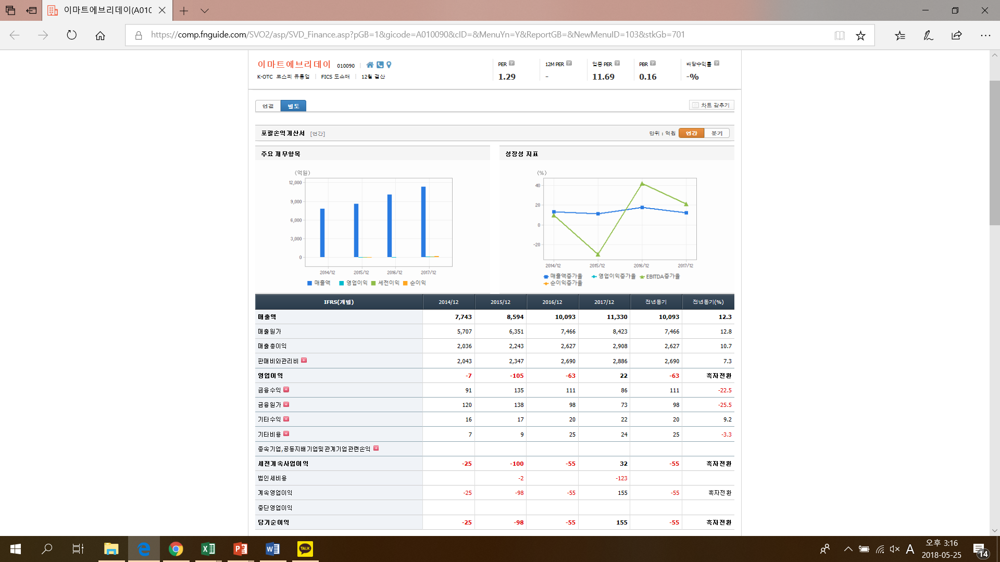 이마트에브리데이(A010
https://comp.fnguide.com/SVO2/asp/SVD_Finance.asp?pGB=1&gicode=A010090&cID=&MenuYn=Y&ReportGB=&NewMenuID=103&stkGb=701
이마트에브리데이 010090
K-OTC 코스피 유통업 | FICS 도소매 | 12월 결산
PER 12M PER 업종 PER PBR 배당수익률
1.29 - 11.69 0.16 -%
연결 별도 차트 감추기
포괄손익계산서 [연간] 단위 : 억원 연간 분기
주요 재무항목
(억원)
12,000
9,000
6,000
3,000
0
2014/12 2015/12 2016/12 2017/12
매출액 영업이익 세전이익 순이익
성장성 지표
(%)
40
20
0
-20
2014/12 2015/12 2016/12 2017/12
매출액증가율 영업이익증가율 EBITDA증가율
순이익증가율
IFRS(개별) 2014/12 2015/12 2016/12 2017/12 전년동기 전년동기(%)
매출액 7,743 8,594 10,093 11,330 10,093 12.3
매출원가 5,707 6,351 7,466 8,423 7,466 12.8
매출총이익 2,036 2,243 2,627 2,908 2,627 10.7
판매비와관리비 2,043 2,347 2,690 2,886 2,690 7.3
영업이익 -7 -105 -63 22 -63 흑자전환
금융수익 91 135 111 86 111 -22.5
금융원가 120 138 98 73 98 -25.5
기타수익 16 17 20 22 20 9.2
기타비용 7 9 25 24 25 -3.3
종속기업,공동지배기업및관계기업관련손익
세전계속사업이익 -25 -100 -55 32 -55 흑자전환
법인세비용 -2 -123
계속영업이익 -25 -98 -55 155 -55 흑자전환
중단영업이익
당기순이익 -25 -98 -55 155 -55 흑자전환
TALK
A
오후 3:16
2018-05-25
14